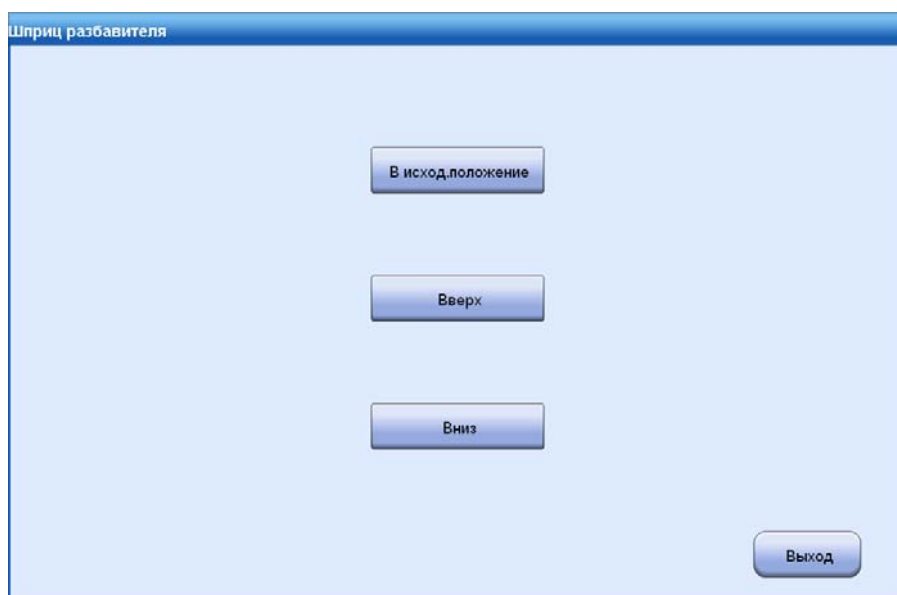 Шприц разбавителя
В исход.положение
Вверх
Вниз
Выход